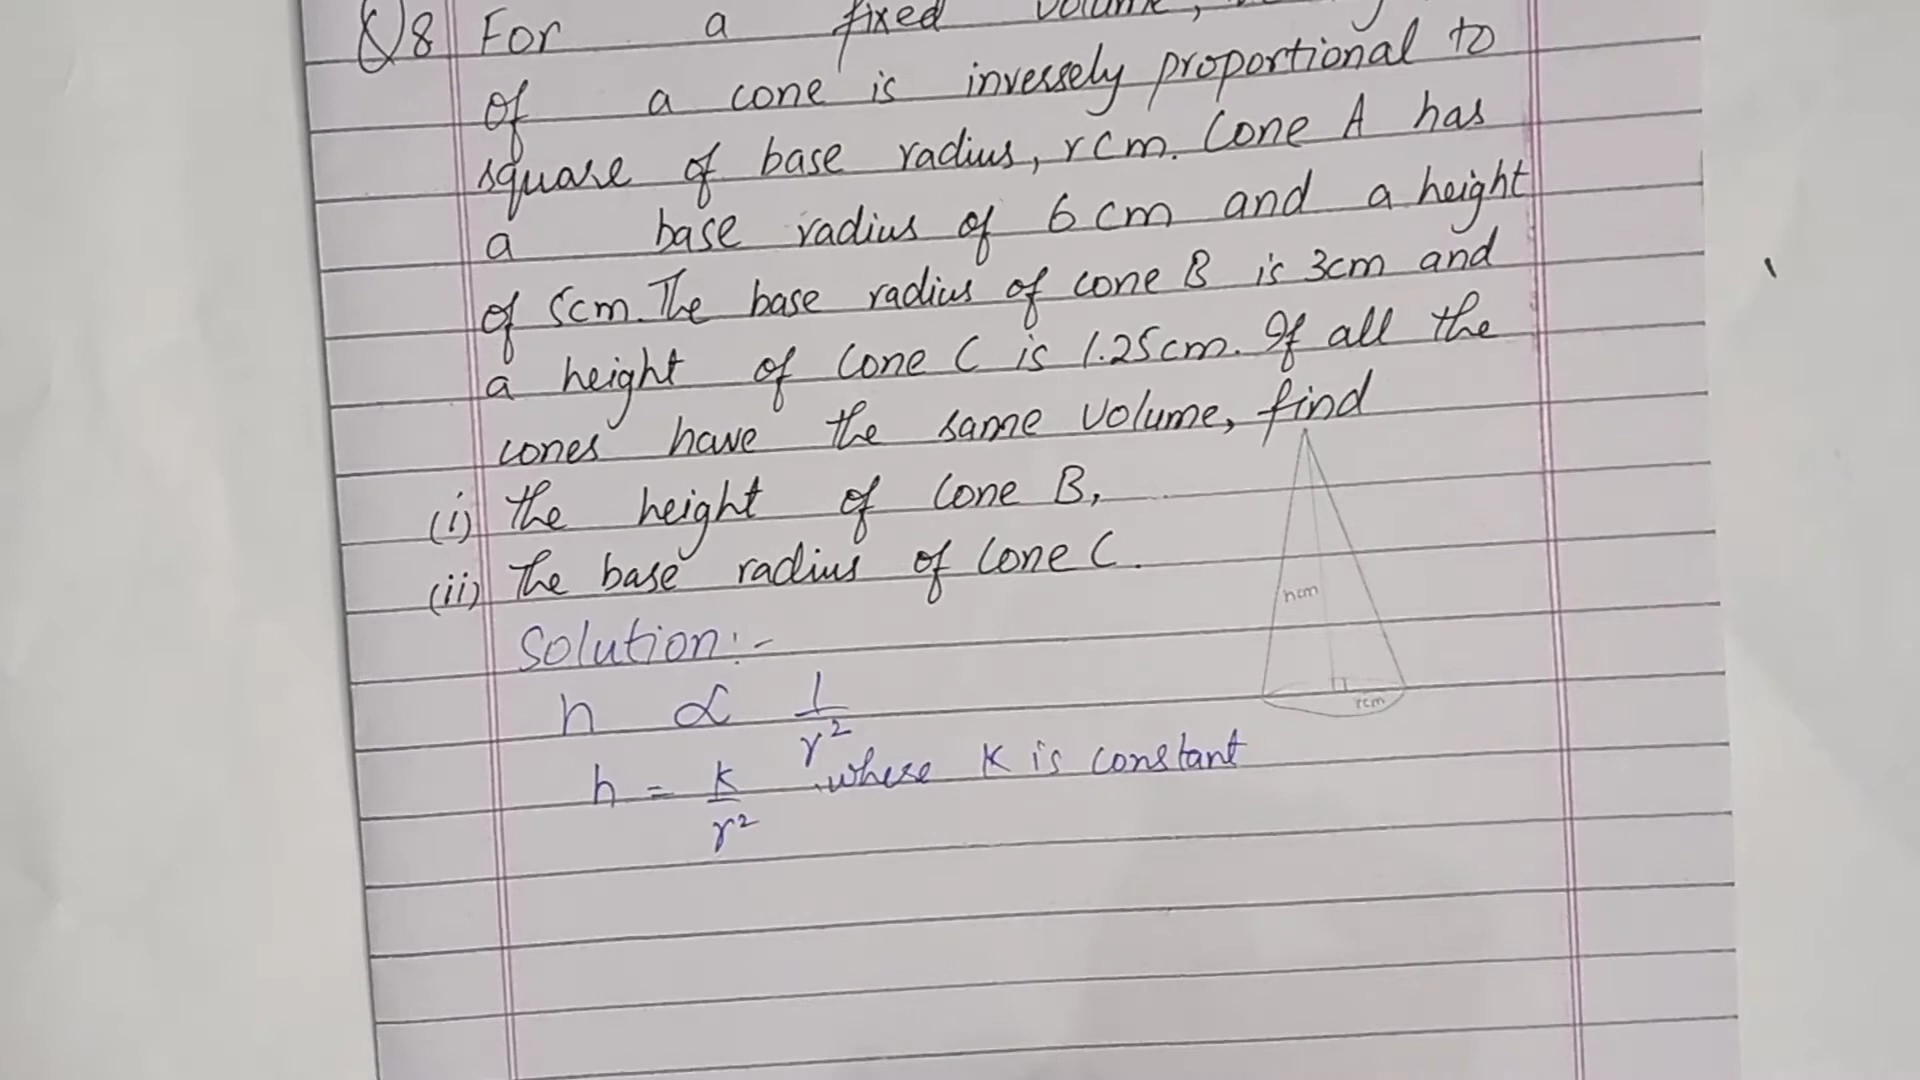 Q8 For a fixed volume,
of a cone is inversely proportional to
square of base radius, r cm. Cone A has
a base radius of 6 cm and a height
of 5cm. The base radius of cone B is 3cm and
a height of Cone C is 1.25cm. If all the
cones have the same volume, find
(i) the height of Cone B,
(ii) The base radius of Cone C.
hcm
rcm
Solution:-
h ∝ 1/r²
h = k/r² where K is constant